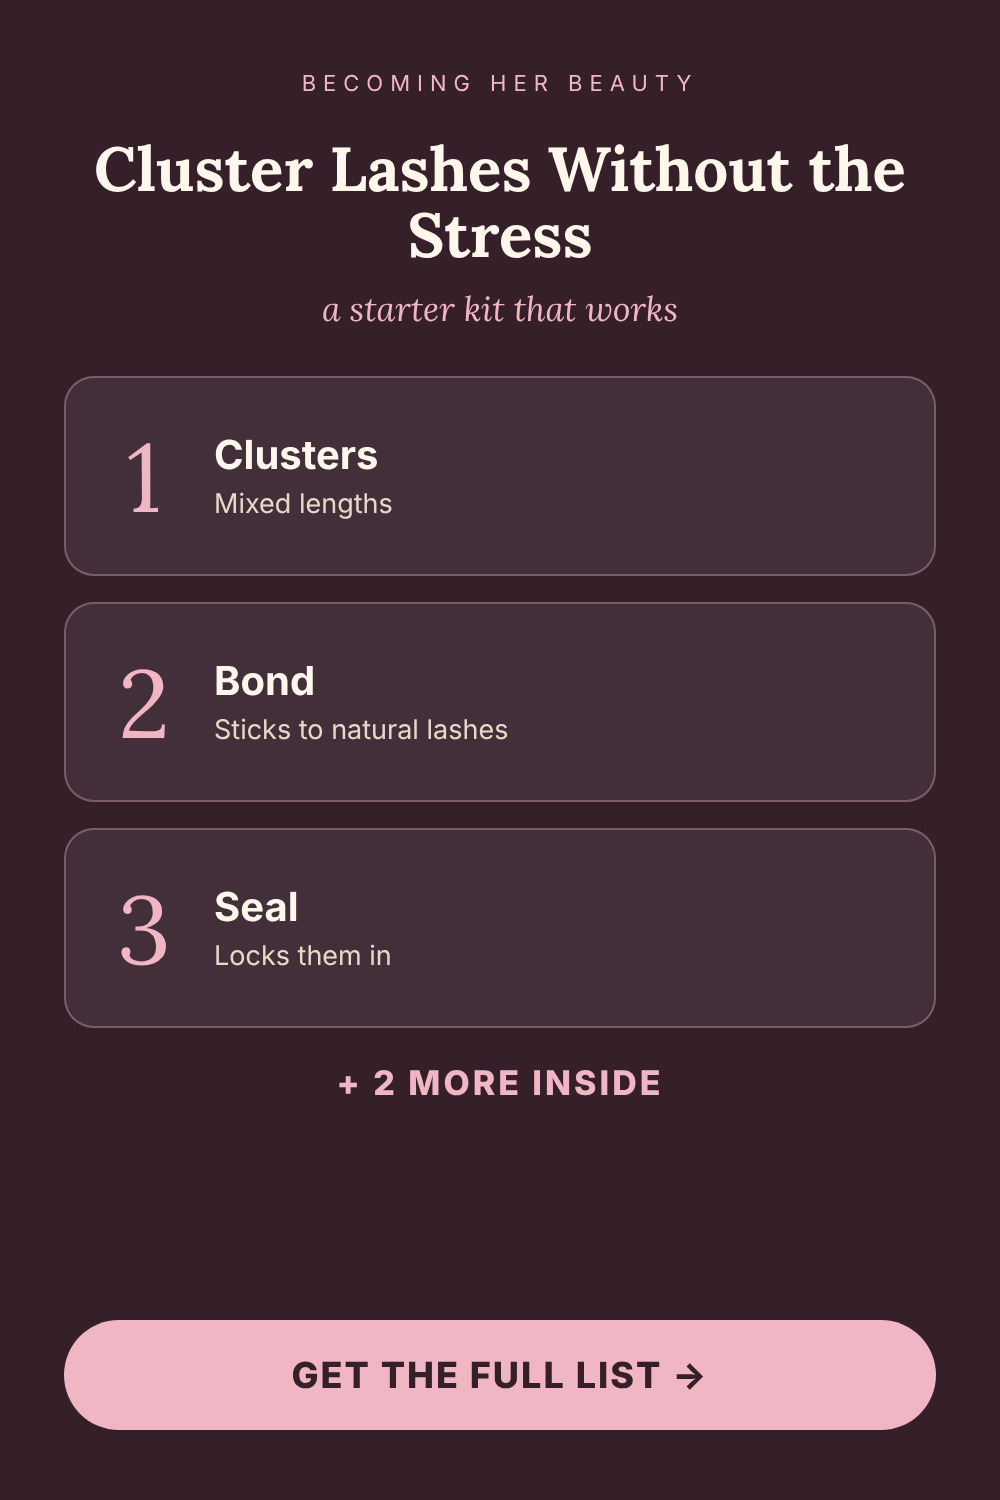 BECOMING HER BEAUTY
Cluster Lashes Without the
Stress
a starter kit that works
1
Clusters
Mixed lengths
2
Bond
Sticks to natural lashes
3
Seal
Locks them in
+ 2 MORE INSIDE
GET THE FULL LIST →